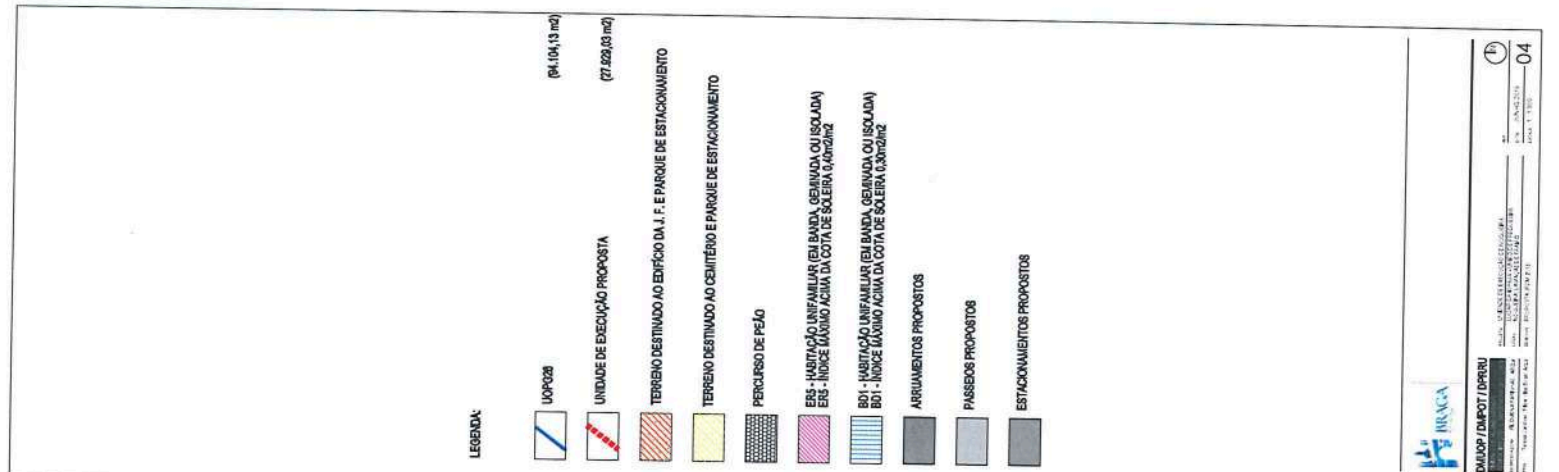 LEGENDA:
UOPG26 (94.104,13 m2)
UNIDADE DE EXECUÇÃO PROPOSTA (27.929,03 m2)
TERRENO DESTINADO AO EDIFÍCIO DA J. F. E PARQUE DE ESTACIONAMENTO
TERRENO DESTINADO AO CEMITÉRIO E PARQUE DE ESTACIONAMENTO
PERCURSO DE PEÃO
ER5 - HABITAÇÃO UNIFAMILIAR (EM BANDA, GEMINADA OU ISOLADA)
ER5 - ÍNDICE MÁXIMO ACIMA DA COTA DE SOLEIRA 0,40m2/m2
BD1 - HABITAÇÃO UNIFAMILIAR (EM BANDA, GEMINADA OU ISOLADA)
BD1 - ÍNDICE MÁXIMO ACIMA DA COTA DE SOLEIRA 0,30m2/m2
ARRUAMENTOS PROPOSTOS
PASSEIOS PROPOSTOS
ESTACIONAMENTOS PROPOSTOS
BRAGA
DMUOP / DMPOT / DPRRU
04